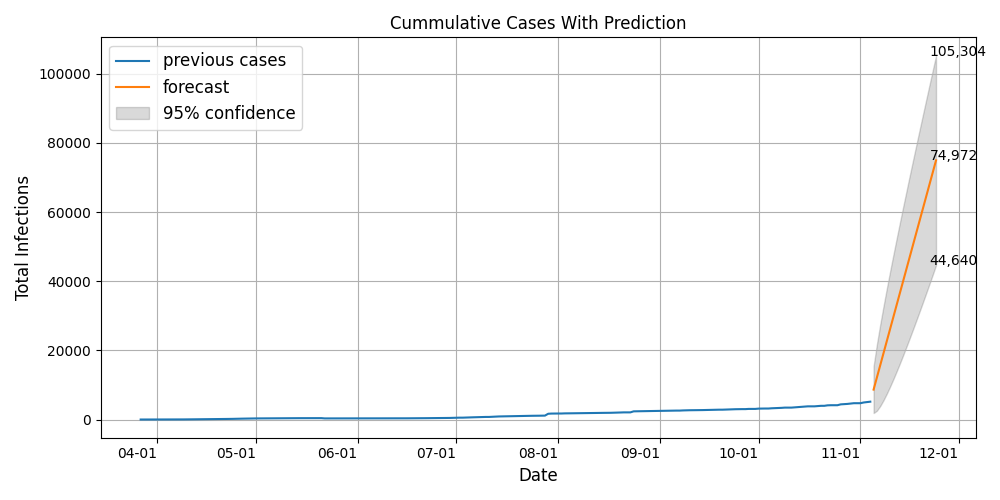 Cummulative Cases With Prediction
previous cases
forecast
95% confidence
105,304
74,972
44,640
100000
80000
60000
40000
20000
0
Total Infections
04-01 05-01 06-01 07-01 08-01 09-01 10-01 11-01 12-01
Date